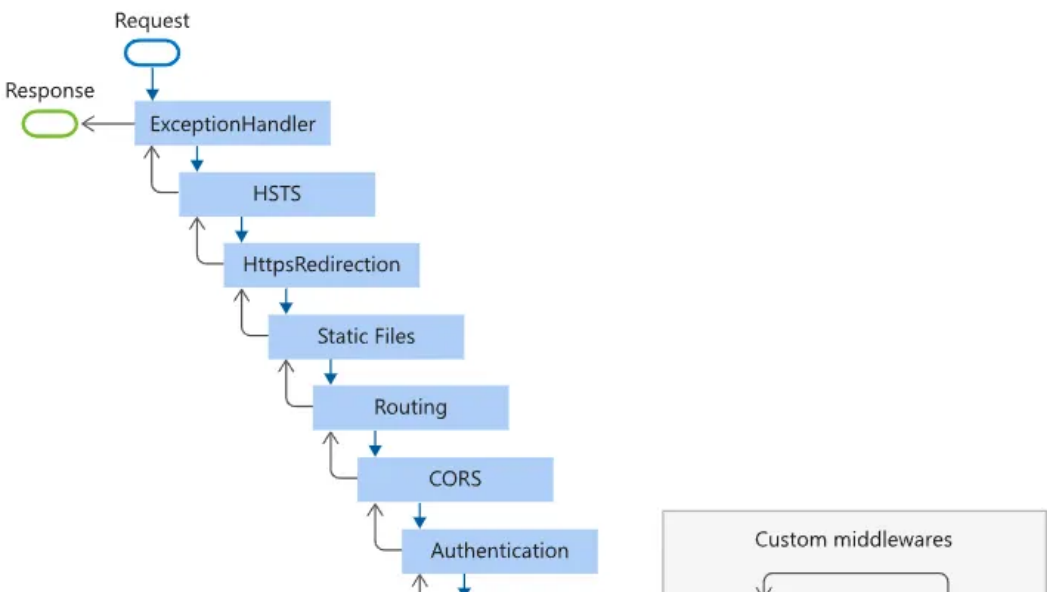 Request
Response
ExceptionHandler
HSTS
HttpsRedirection
Static Files
Routing
CORS
Authentication
Custom middlewares